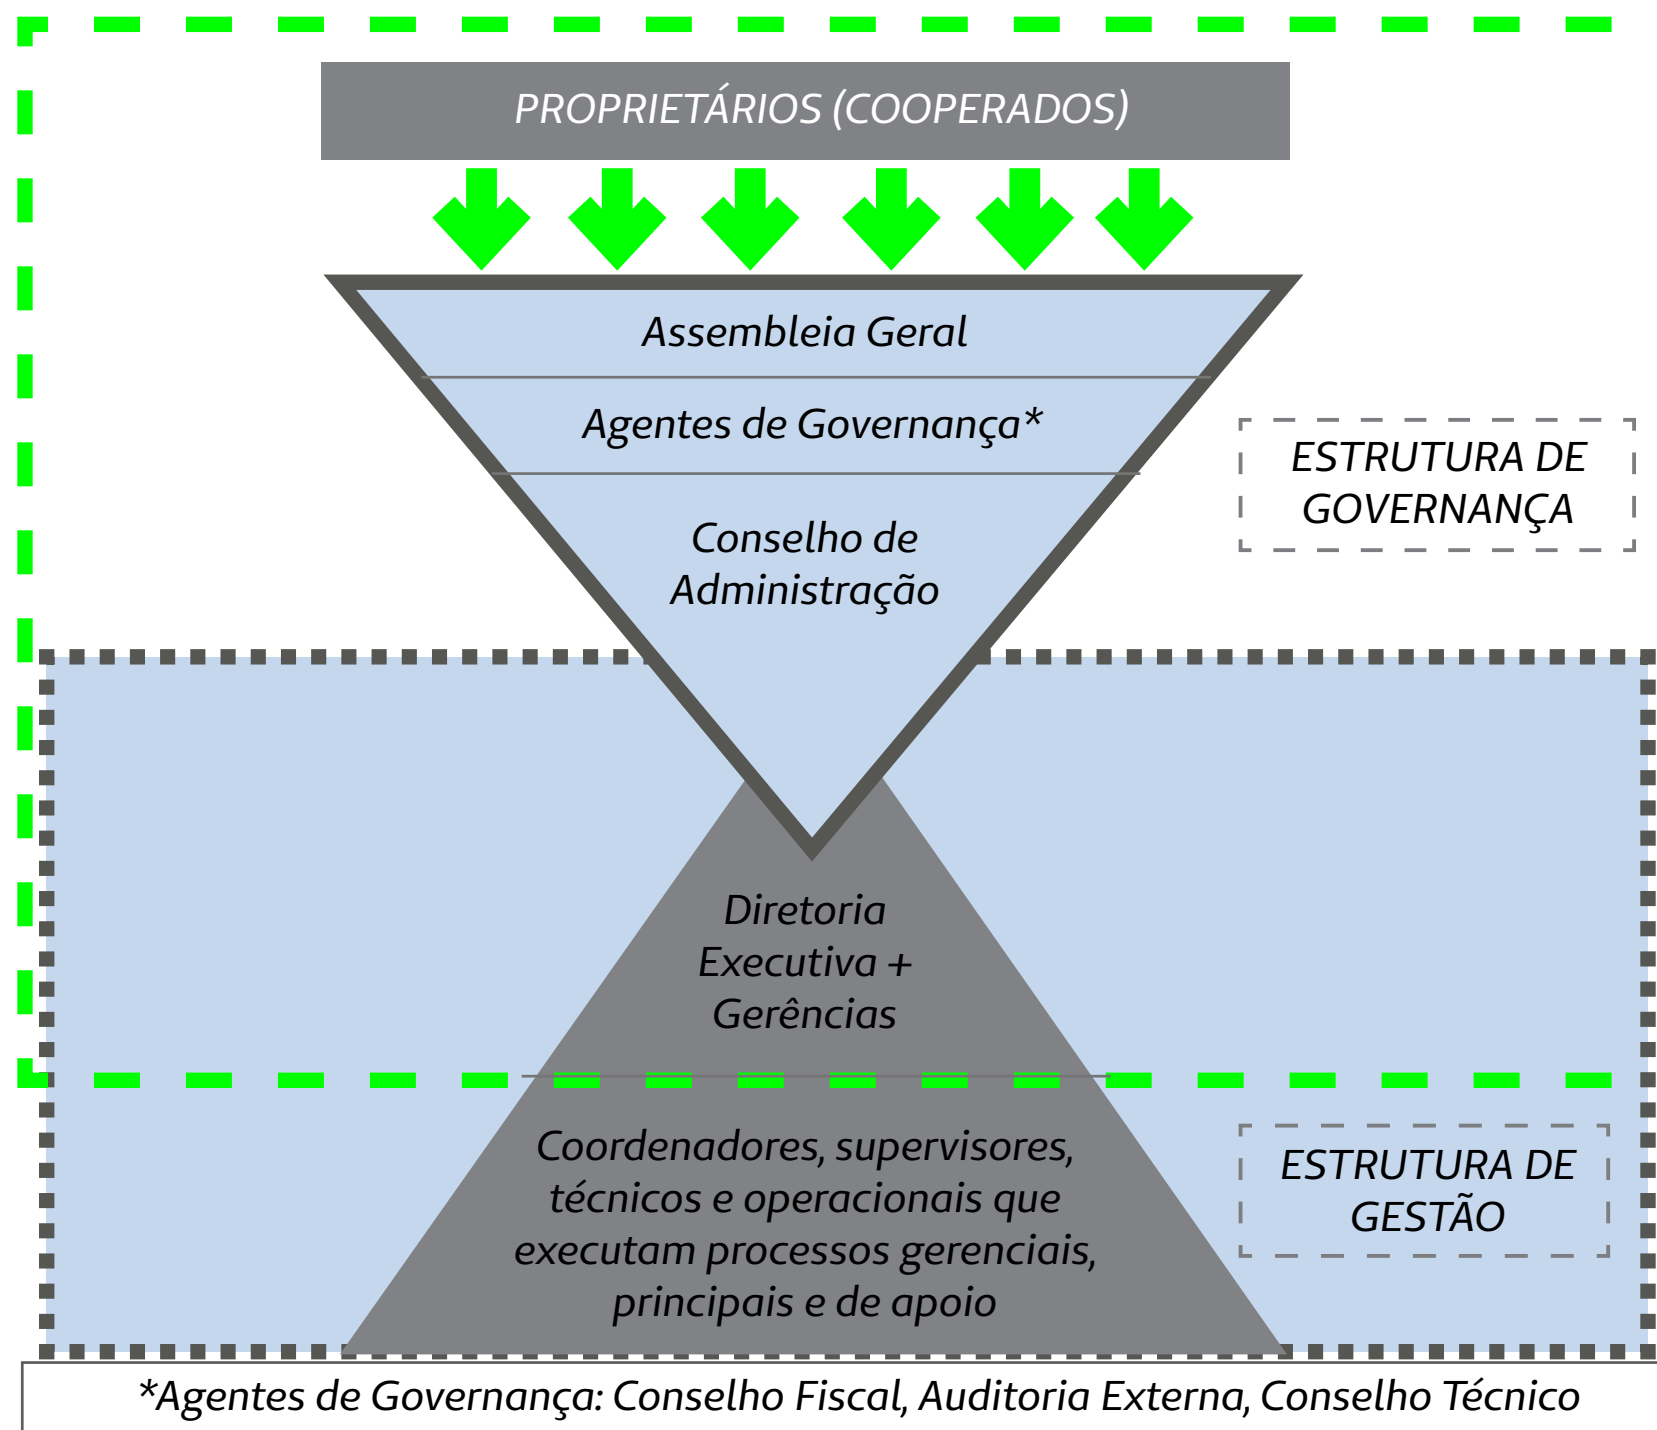 PROPRIETÁRIOS (COOPERADOS)
Assembleia Geral
Agentes de Governança*
Conselho de
Administração
ESTRUTURA DE
GOVERNANÇA
Diretoria
Executiva +
Gerências
Coordenadores, supervisores,
técnicos e operacionais que
executam processos gerenciais,
principais e de apoio
ESTRUTURA DE
GESTÃO
*Agentes de Governança: Conselho Fiscal, Auditoria Externa, Conselho Técnico